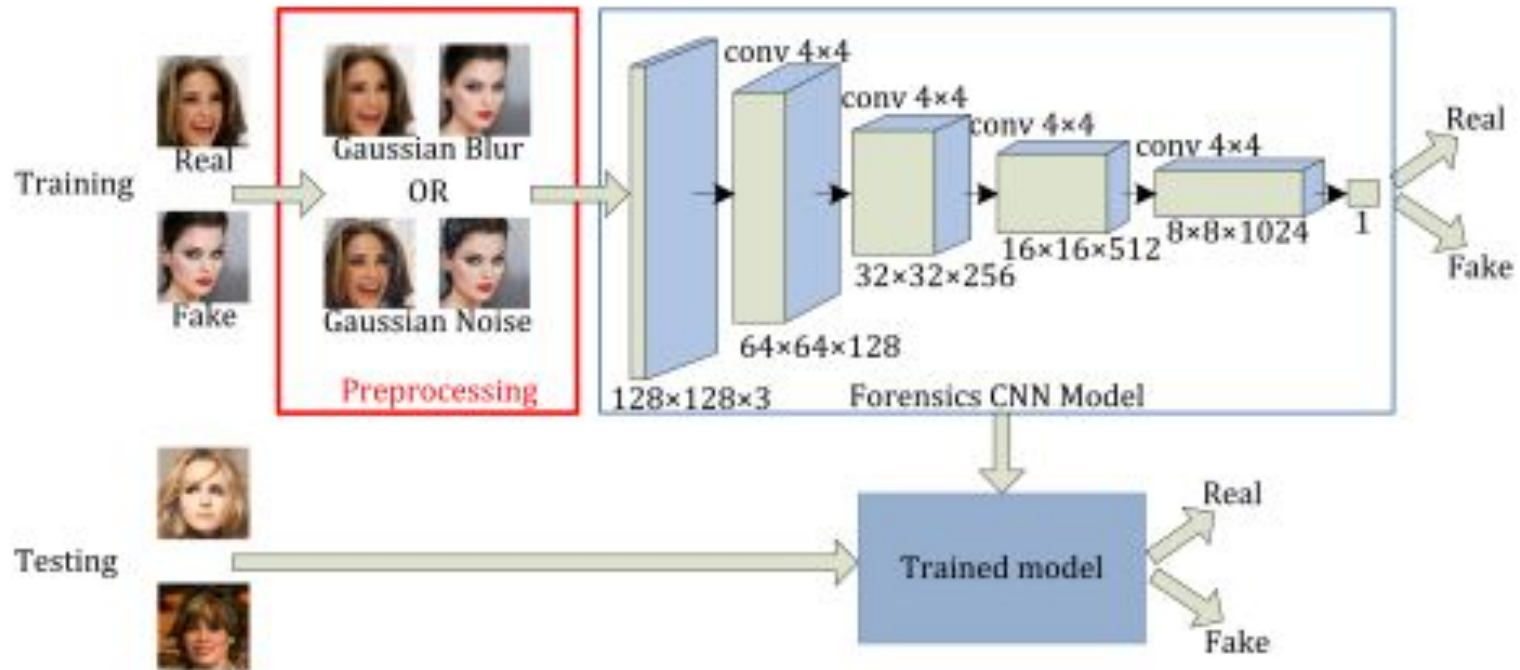 Training
Real
Fake
Gaussian Blur
OR
Gaussian Noise
Preprocessing
conv 4×4
conv 4×4
conv 4×4
conv 4×4
128×128×3
64×64×128
32×32×256
16×16×512
8×8×1024
1
Forensics CNN Model
Real
Fake
Testing
Trained model
Real
Fake